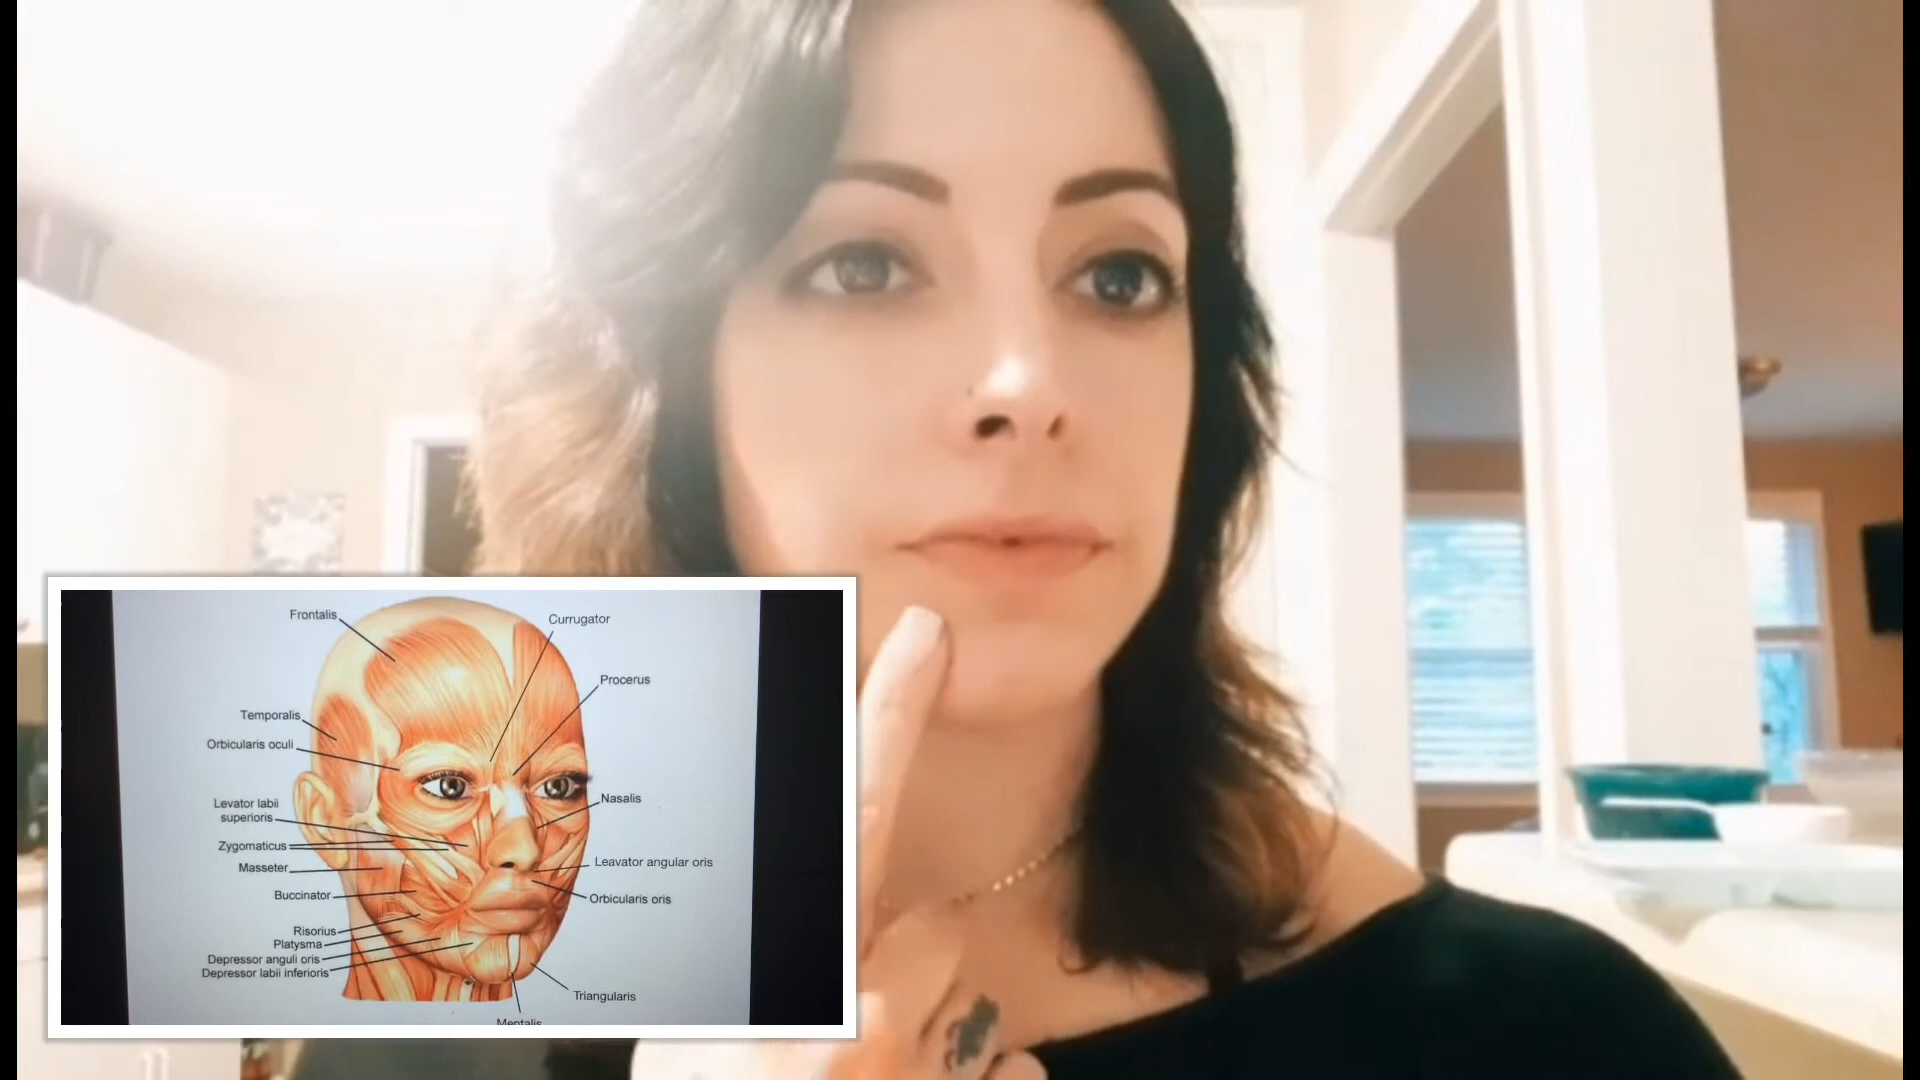 Frontalis
Currugator
Procerus
Temporalis
Orbicularis oculi
Nasalis
Levator labii
superioris
Zygomaticus
Leavator angular oris
Masseter
Buccinator
Orbicularis oris
Risorius
Platysma
Depressor anguli oris
Depressor labii inferioris
Triangularis
Mentalis